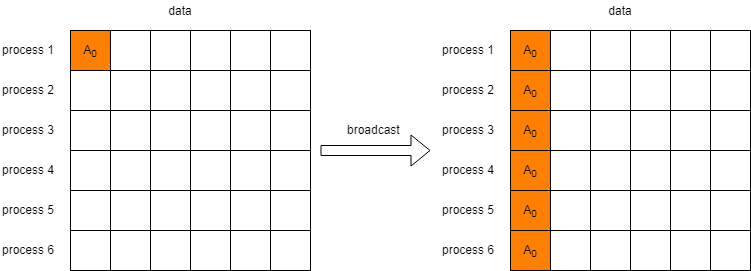 data data
process 1 A0 process 1 A0
process 2 process 2 A0
process 3 process 3 A0
broadcast
process 4 process 4 A0
process 5 process 5 A0
process 6 process 6 A0